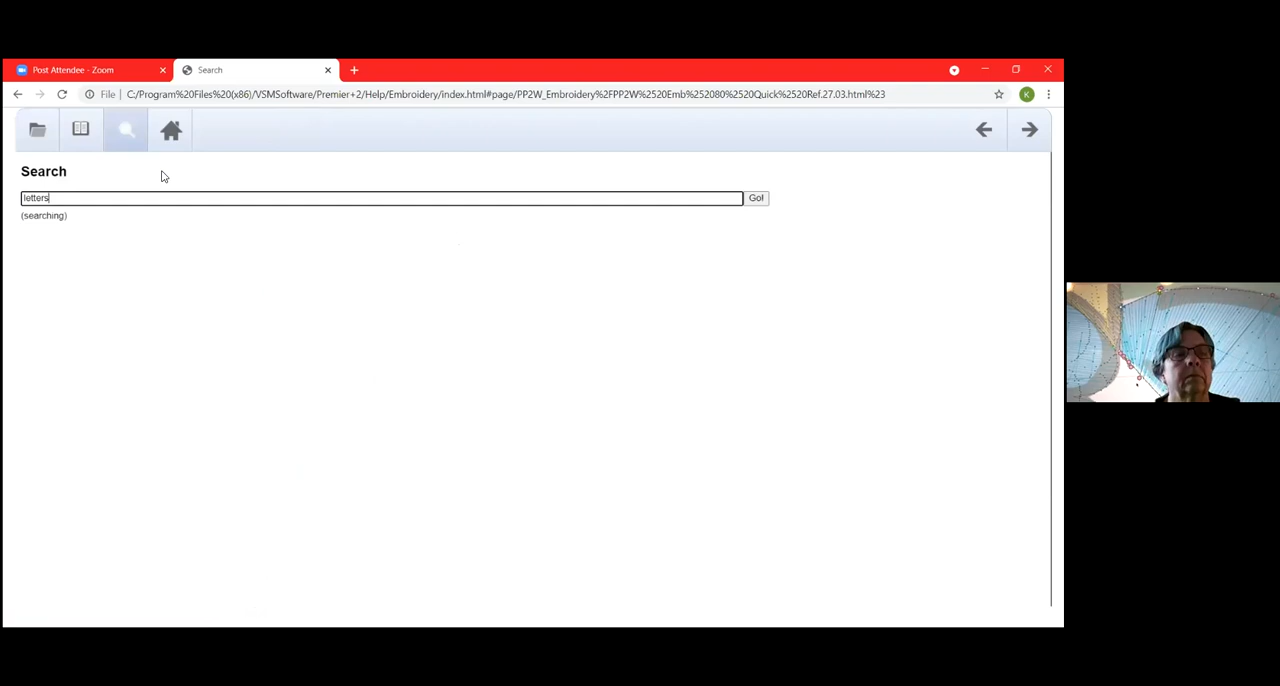 Post Attendee - Zoom
Search
File
C:/Program%20Files%20(x86)/VSMSoftware/Premier+2/Help/Embroidery/index.html#page/PP2W_Embroidery%2FPP2W%2520Emb%252080%2520Quick%2520Ref.27.03.html%23
K
Search
letters
Go!
(searching)